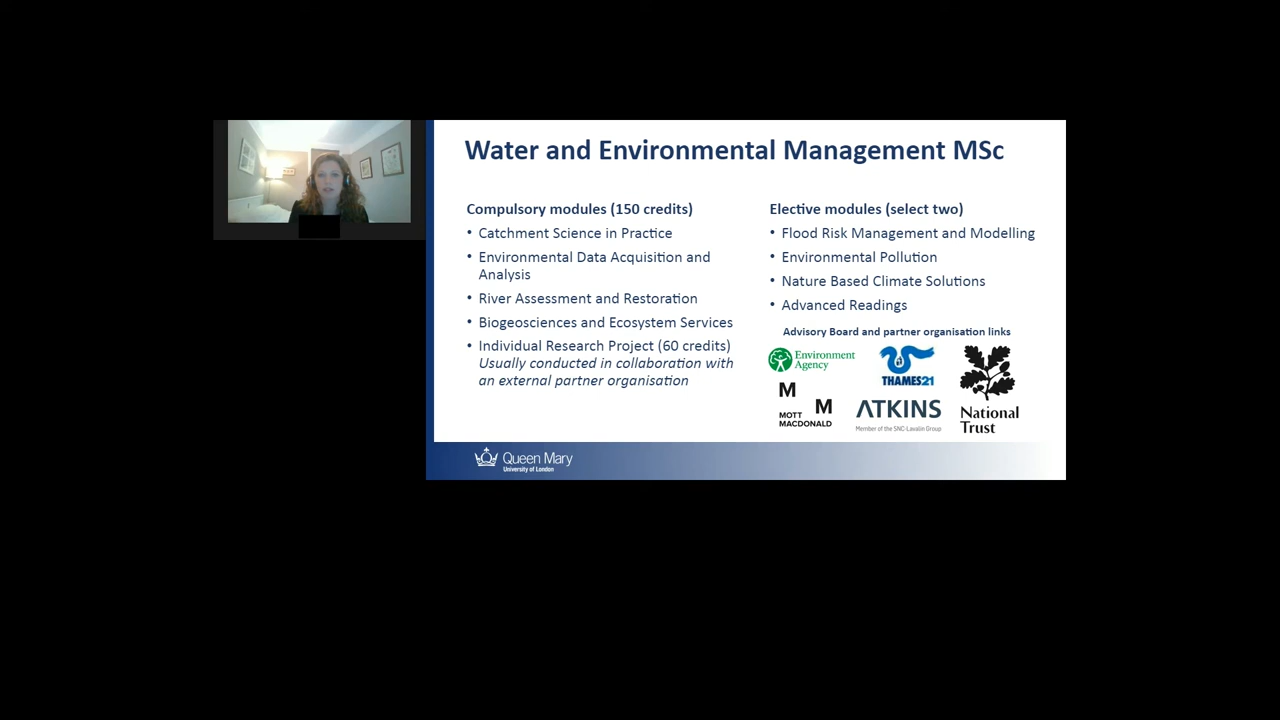 Water and Environmental Management MSc
Compulsory modules (150 credits)
• Catchment Science in Practice
• Environmental Data Acquisition and
Analysis
• River Assessment and Restoration
• Biogeosciences and Ecosystem Services
• Individual Research Project (60 credits)
Usually conducted in collaboration with
an external partner organisation
Elective modules (select two)
• Flood Risk Management and Modelling
• Environmental Pollution
• Nature Based Climate Solutions
• Advanced Readings
Advisory Board and partner organisation links
Environment
Agency
THAMES21
M
M
MOTT
MACDONALD
ATKINS
Member of the SNC-Lavalin Group
National
Trust
Queen Mary
University of London